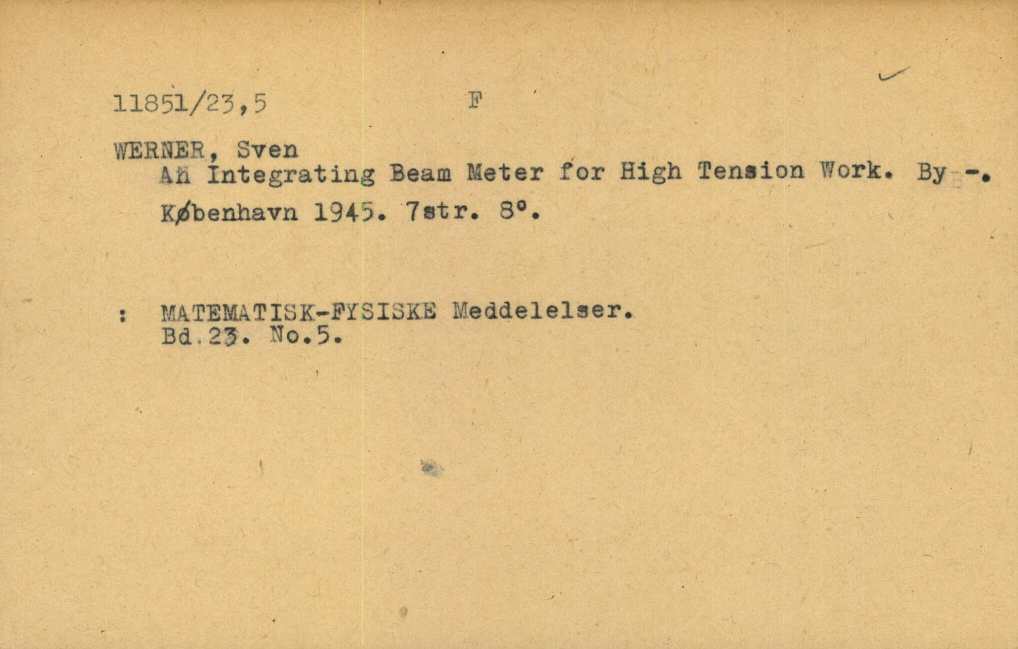 11851/23,5 F
WERNER, Sven
An Integrating Beam Meter for High Tension Work. By -.
København 1945. 7str. 8°.
: MATEMATISK-FYSISKE Meddelelser.
Bd.23. No.5.